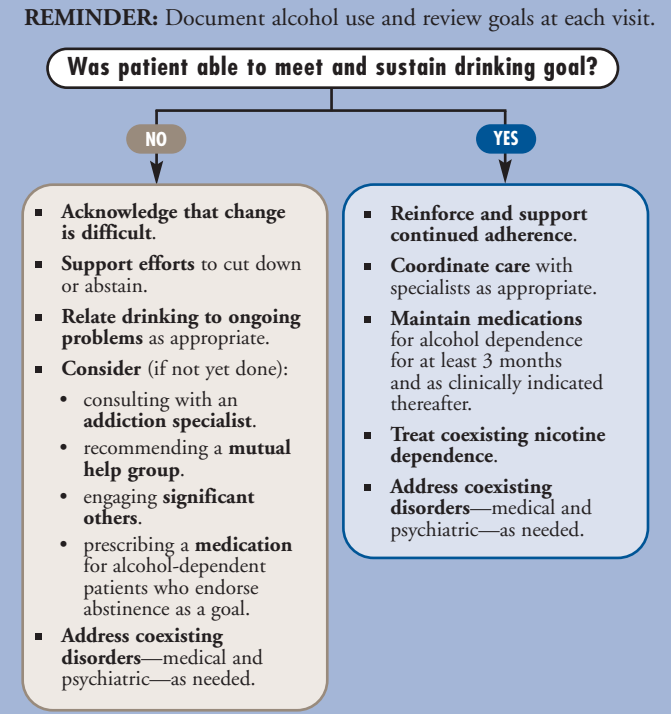 REMINDER: Document alcohol use and review goals at each visit.
Was patient able to meet and sustain drinking goal?
NO
▪ Acknowledge that change
is difficult.
▪ Support efforts to cut down
or abstain.
▪ Relate drinking to ongoing
problems as appropriate.
▪ Consider (if not yet done):
• consulting with an
addiction specialist.
• recommending a mutual
help group.
• engaging significant
others.
• prescribing a medication
for alcohol-dependent
patients who endorse
abstinence as a goal.
▪ Address coexisting
disorders—medical and
psychiatric—as needed.
YES
▪ Reinforce and support
continued adherence.
▪ Coordinate care with
specialists as appropriate.
▪ Maintain medications
for alcohol dependence
for at least 3 months
and as clinically indicated
thereafter.
▪ Treat coexisting nicotine
dependence.
▪ Address coexisting
disorders—medical and
psychiatric—as needed.